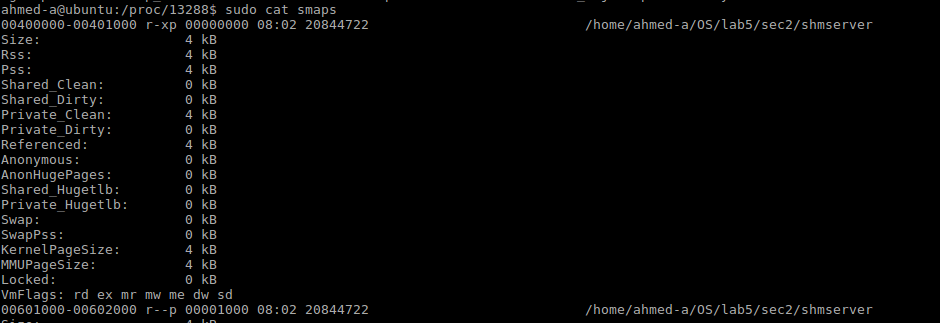 ahmed-a@ubuntu:/proc/13288$ sudo cat smaps
00400000-00401000 r-xp 00000000 08:02 20844722 /home/ahmed-a/OS/lab5/sec2/shmserver
Size: 4 kB
Rss: 4 kB
Pss: 4 kB
Shared_Clean: 0 kB
Shared_Dirty: 0 kB
Private_Clean: 4 kB
Private_Dirty: 0 kB
Referenced: 4 kB
Anonymous: 0 kB
AnonHugePages: 0 kB
Shared_Hugetlb: 0 kB
Private_Hugetlb: 0 kB
Swap: 0 kB
SwapPss: 0 kB
KernelPageSize: 4 kB
MMUPageSize: 4 kB
Locked: 0 kB
VmFlags: rd ex mr mw me dw sd
00601000-00602000 r--p 00001000 08:02 20844722 /home/ahmed-a/OS/lab5/sec2/shmserver
Size: 4 kB